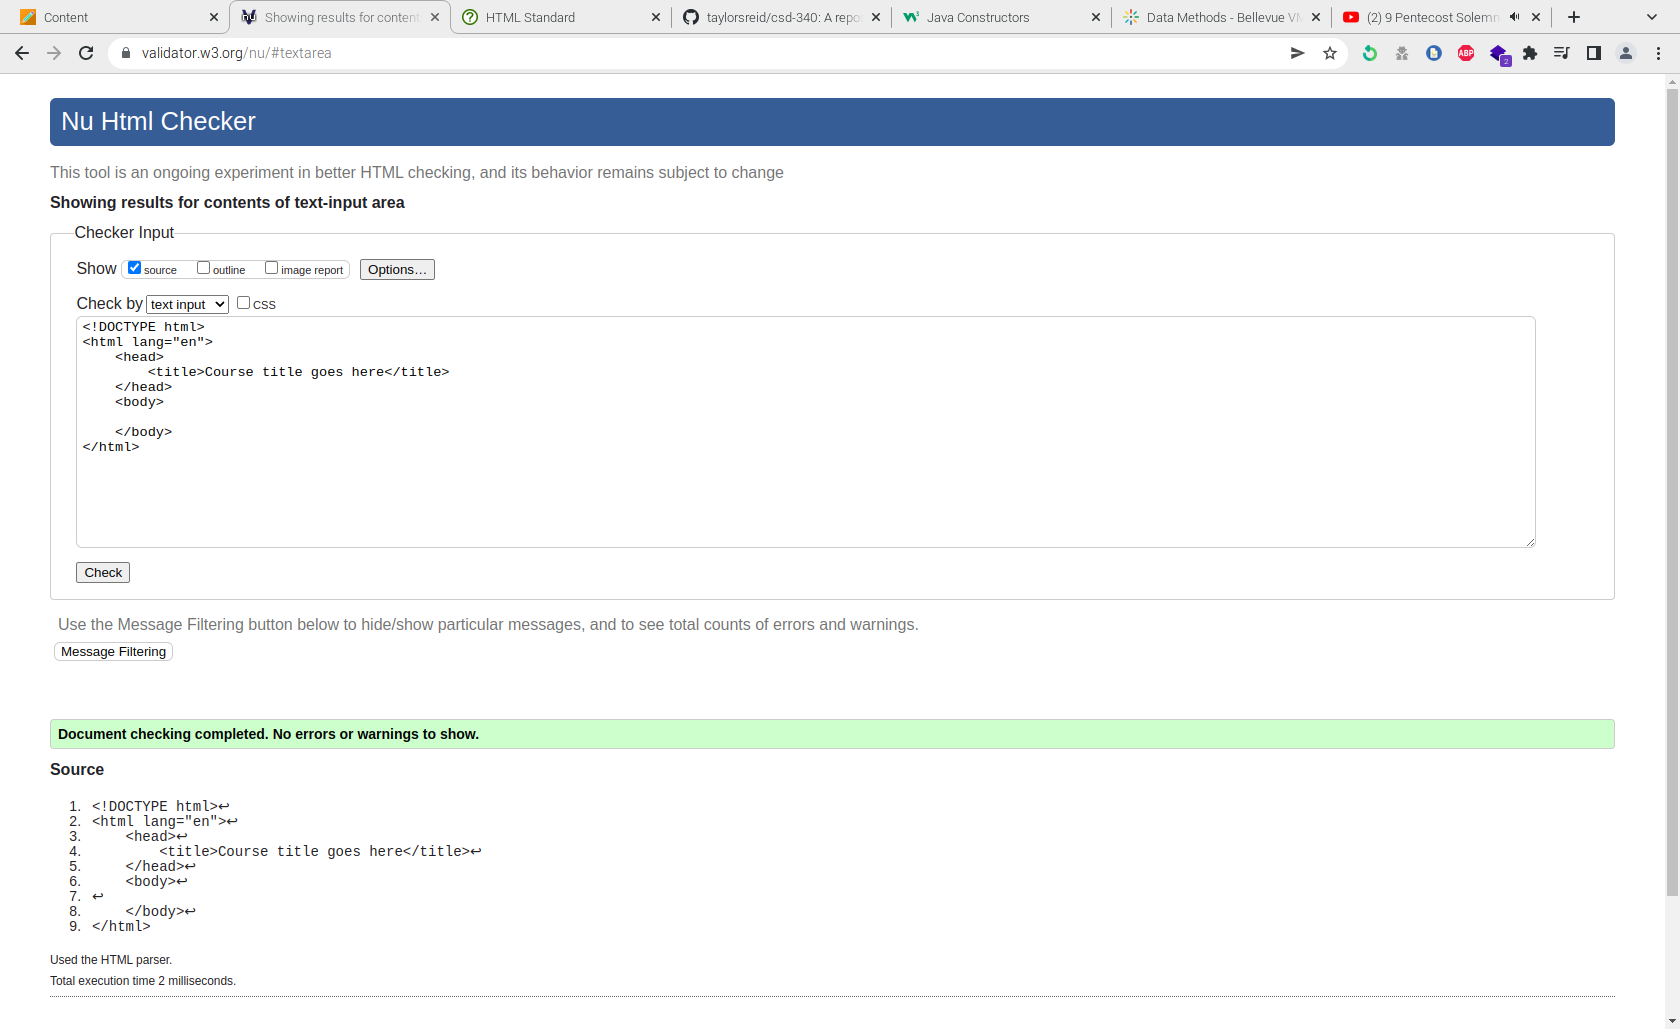 Content
Showing results for conten
HTML Standard
taylorsreid/csd-340: A repo
Java Constructors
Data Methods - Bellevue
(2) 9 Pentecost Solemn
validator.w3.org/nu/#textarea
ABP
2
Nu Html Checker
This tool is an ongoing experiment in better HTML checking, and its behavior remains subject to change
Showing results for contents of text-input area
Checker Input
Show source outline image report Options…
Check by text input CSS
<!DOCTYPE html>
<html lang="en">
    <head>
        <title>Course title goes here</title>
    </head>
    <body>
    </body>
</html>
Check
Use the Message Filtering button below to hide/show particular messages, and to see total counts of errors and warnings.
Message Filtering
Document checking completed. No errors or warnings to show.
Source
1. <!DOCTYPE html>↩
2. <html lang="en">↩
3.     <head>↩
4.         <title>Course title goes here</title>↩
5.     </head>↩
6.     <body>↩
7. ↩
8.     </body>↩
9. </html>
Used the HTML parser.
Total execution time 2 milliseconds.